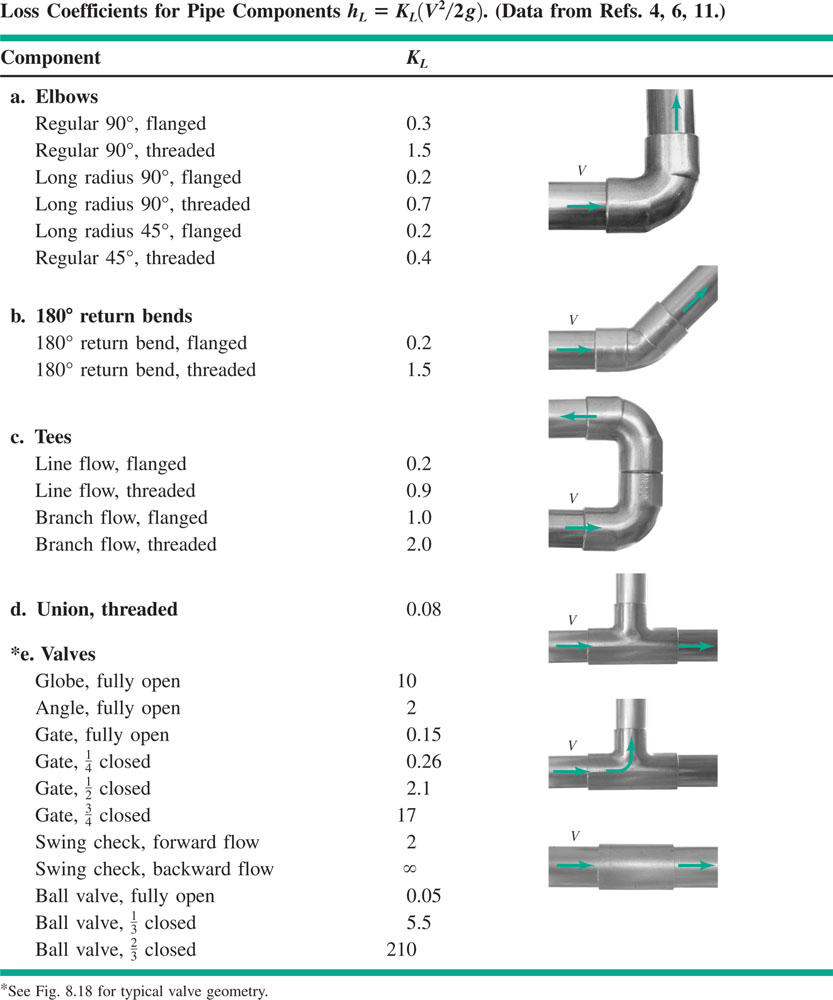 Loss Coefficients for Pipe Components h_L = K_L(V²/2g). (Data from Refs. 4, 6, 11.)
Component K_L
a. Elbows
Regular 90°, flanged 0.3
Regular 90°, threaded 1.5
Long radius 90°, flanged 0.2
Long radius 90°, threaded 0.7
Long radius 45°, flanged 0.2
Regular 45°, threaded 0.4
V
b. 180° return bends
180° return bend, flanged 0.2
180° return bend, threaded 1.5
V
c. Tees
Line flow, flanged 0.2
Line flow, threaded 0.9
Branch flow, flanged 1.0
Branch flow, threaded 2.0
V
d. Union, threaded 0.08
V
*e. Valves
Globe, fully open 10
Angle, fully open 2
Gate, fully open 0.15
Gate, 1/4 closed 0.26
Gate, 1/2 closed 2.1
Gate, 3/4 closed 17
V
Swing check, forward flow 2
Swing check, backward flow ∞
Ball valve, fully open 0.05
Ball valve, 1/3 closed 5.5
Ball valve, 2/3 closed 210
V
*See Fig. 8.18 for typical valve geometry.